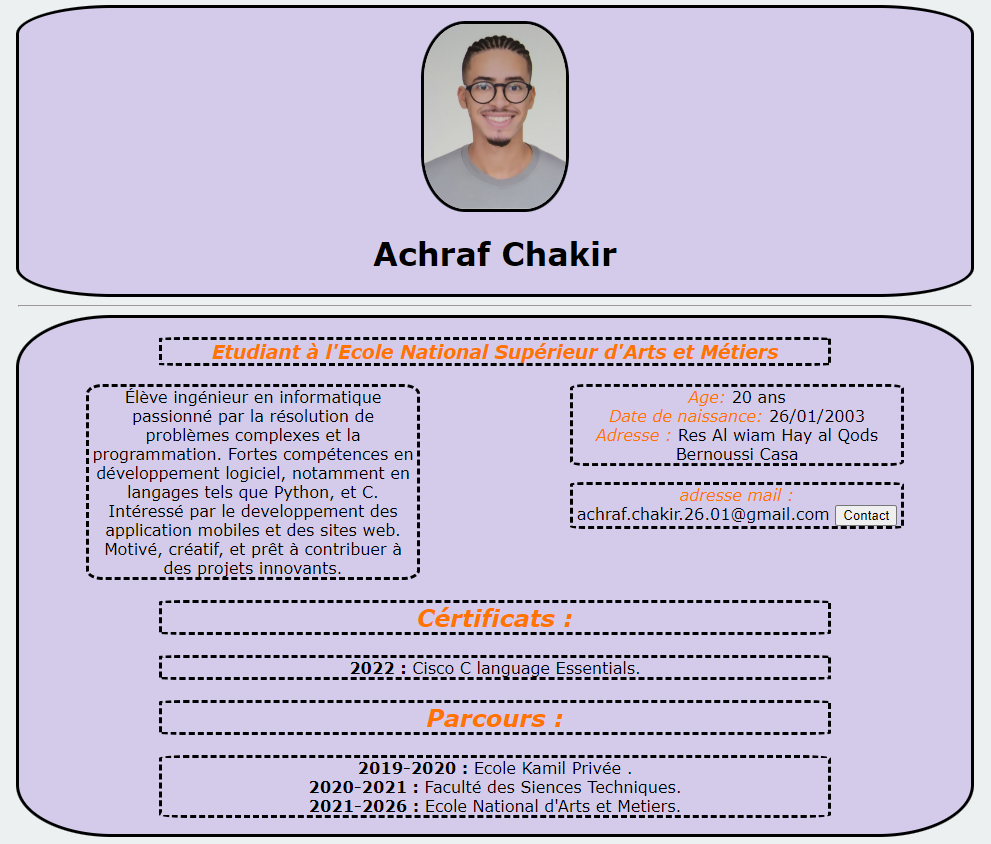 Achraf Chakir
Etudiant à l'Ecole National Supérieur d'Arts et Métiers
Élève ingénieur en informatique
passionné par la résolution de
problèmes complexes et la
programmation. Fortes compétences en
développement logiciel, notamment en
langages tels que Python, et C.
Intéressé par le developpement des
application mobiles et des sites web.
Motivé, créatif, et prêt à contribuer à
des projets innovants.
Age: 20 ans
Date de naissance: 26/01/2003
Adresse : Res Al wiam Hay al Qods
Bernoussi Casa
adresse mail :
achraf.chakir.26.01@gmail.com Contact
Cértificats :
2022 : Cisco C language Essentials.
Parcours :
2019-2020 : Ecole Kamil Privée .
2020-2021 : Faculté des Siences Techniques.
2021-2026 : Ecole National d'Arts et Metiers.